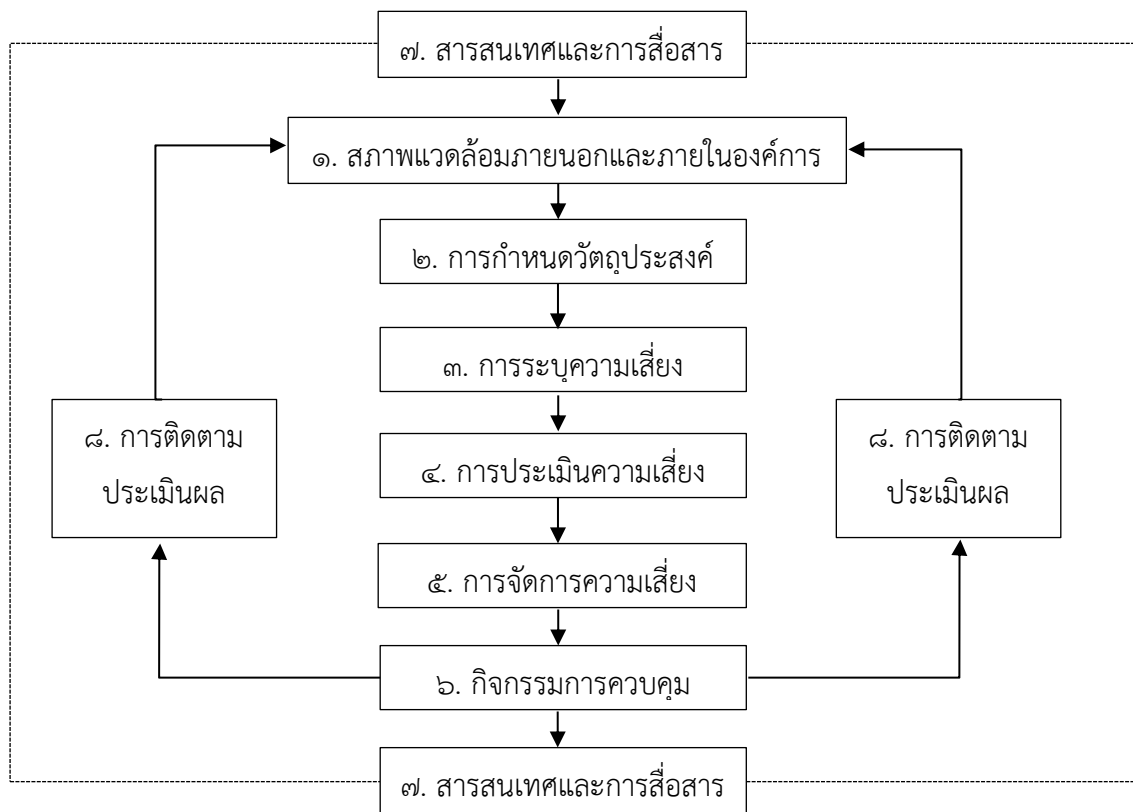 ๗. สารสนเทศและการสื่อสาร
๑. สภาพแวดล้อมภายนอกและภายในองค์การ
๒. การกำหนดวัตถุประสงค์
๓. การระบุความเสี่ยง
๘. การติดตาม
ประเมินผล
๘. การติดตาม
ประเมินผล
๔. การประเมินความเสี่ยง
๕. การจัดการความเสี่ยง
๖. กิจกรรมการควบคุม
๗. สารสนเทศและการสื่อสาร